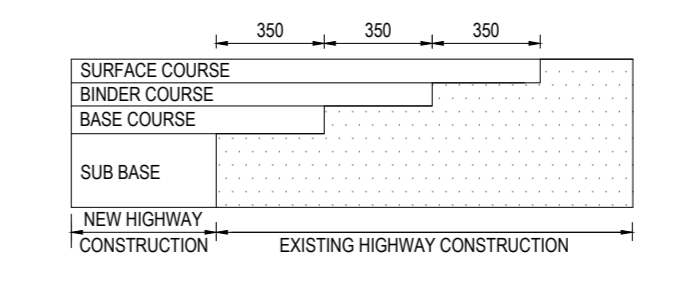 350 350 350
SURFACE COURSE
BINDER COURSE
BASE COURSE
SUB BASE
NEW HIGHWAY
CONSTRUCTION
EXISTING HIGHWAY CONSTRUCTION